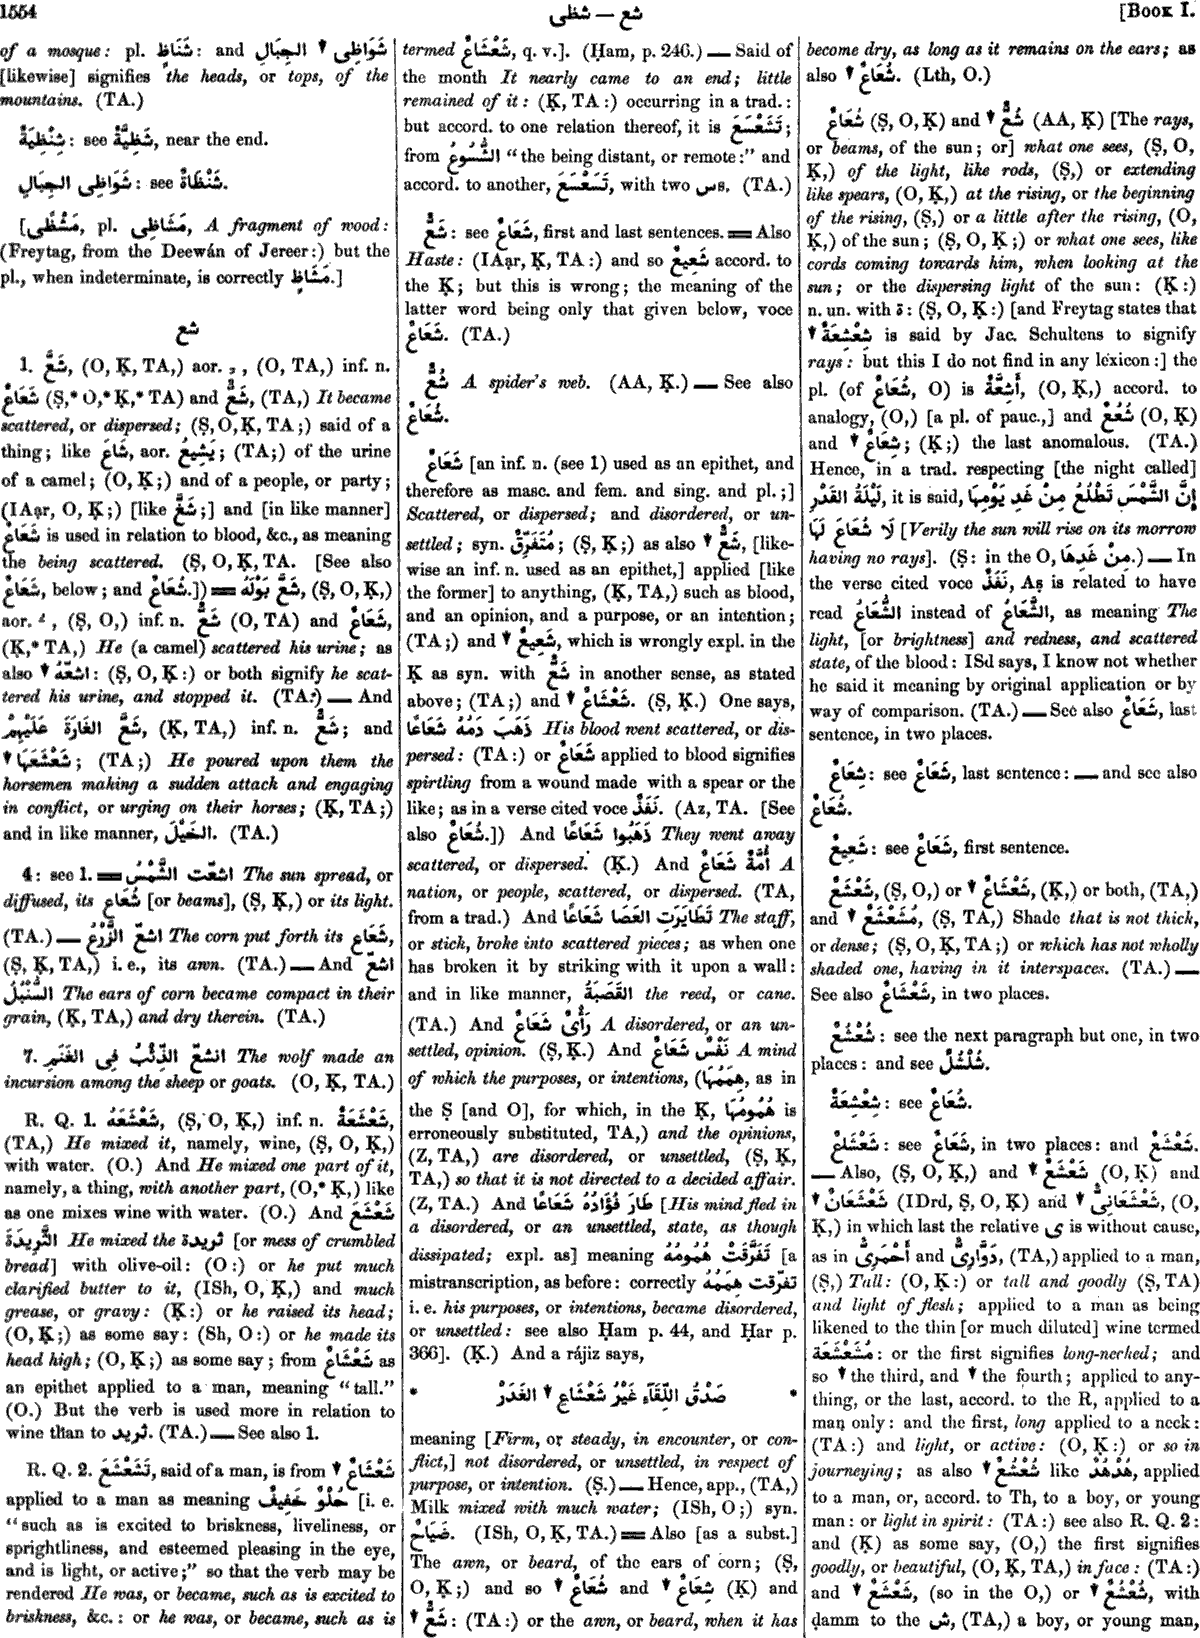 1554
شع — شظى
[Book I.
of a mosque: pl. شَنَاظٍ: and شَوَاظِى ↓ الجِبَالِ
[likewise] signifies the heads, or tops, of the
mountains. (TA.)
شِنْظِيَةٌ: see شَظِيَّةٌ, near the end.
شَوَاظِى الجِبَالِ: see شَنْظَاةٌ.
[مَشْظًى, pl. مَشَاظِى, A fragment of wood:
(Freytag, from the Deewán of Jereer:) but the
pl., when indeterminate, is correctly مَشَاظٍ.]
شع
1. شَعَّ, (O, Ḳ, TA,) aor. ـِ, (O, TA,) inf. n.
شَعَاعٌ (Ṣ,* O,* Ḳ,* TA) and شَعٌّ, (TA,) It became
scattered, or dispersed; (Ṣ, O, Ḳ, TA;) said of a
thing; like شَاعَ, aor. يَشِيعُ; (TA;) of the urine
of a camel; (O, Ḳ;) and of a people, or party;
(IAạr, O, Ḳ;) [like شَعَّ;] and [in like manner]
شَعَاعٌ is used in relation to blood, &c., as meaning
the being scattered. (Ṣ, O, Ḳ, TA. [See also
شَعَاعٌ, below; and شُعَاعٌ.]) = شَعَّ بَوْلَهُ, (Ṣ, O, Ḳ,)
aor. ـُ, (Ṣ, O,) inf. n. شَعٌّ (O, TA) and شَعَاعٌ,
(Ḳ,* TA,) He (a camel) scattered his urine; as
also ↓ اشعّهُ: (Ṣ, O, Ḳ:) or both signify he scat-
tered his urine, and stopped it. (TA.) — And
شَعَّ الغَارَةَ عَلَيْهِمْ, (Ḳ, TA,) inf. n. شَعٌّ; and
↓ شَعْشَعَهَا; (TA;) He poured upon them the
horsemen making a sudden attack and engaging
in conflict, or urging on their horses; (Ḳ, TA;)
and in like manner, الخَيْلَ. (TA.)
4: see 1. = اشعّت الشَّمْسُ The sun spread, or
diffused, its شُعَاع [or beams], (Ṣ, Ḳ,) or its light.
(TA.) — اشعّ الزَّرْعُ The corn put forth its شَعَاع,
(Ṣ, Ḳ, TA,) i. e., its awn. (TA.) — And اشعّ
السُّنْبُلُ The ears of corn became compact in their
grain, (Ḳ, TA,) and dry therein. (TA.)
7. انشعّ الذِّئْبُ فِى الغَنَمِ The wolf made an
incursion among the sheep or goats. (O, Ḳ, TA.)
R. Q. 1. شَعْشَعَهُ, (Ṣ, O, Ḳ,) inf. n. شَعْشَعَةٌ,
(TA,) He mixed it, namely, wine, (Ṣ, O, Ḳ,)
with water. (O.) And He mixed one part of it,
namely, a thing, with another part, (O,* Ḳ,) like
as one mixes wine with water. (O.) And شَعْشَعَ
الثَّرِيدَةَ He mixed the ثريدة [or mess of crumbled
bread] with olive-oil: (O:) or he put much
clarified butter to it, (ISh, O, Ḳ,) and much
grease, or gravy: (Ḳ:) or he raised its head;
(O, Ḳ;) as some say: (Sh, O:) or he made its
head high; (O, Ḳ;) as some say; from شَعْشَاعٌ as
an epithet applied to a man, meaning “tall.”
(O.) But the verb is used more in relation to
wine than to ثريد. (TA.) — See also 1.
R. Q. 2. تَشَعْشَعَ, said of a man, is from ↓ شَعْشَاعٌ
applied to a man as meaning حُلْوٌ خَفِيفٌ [i. e.
“such as is excited to briskness, liveliness, or
sprightliness, and esteemed pleasing in the eye,
and is light, or active;” so that the verb may be
rendered He was, or became, such as is excited to
briskness, &c.: or he was, or became, such as is
termed شَعْشَاعٌ, q. v.]. (Ḥam, p. 246.) — Said of
the month It nearly came to an end; little
remained of it: (Ḳ, TA:) occurring in a trad.:
but accord. to one relation thereof, it is تَشَعْسَعَ;
from الشُّسُوعُ “the being distant, or remote:” and
accord. to another, تَسَعْسَعَ, with two سs. (TA.)
شَعٌّ: see شَعَاعٌ, first and last sentences. = Also
Haste: (IAạr, Ḳ, TA:) and so شَعِيعٌ accord. to
the Ḳ; but this is wrong; the meaning of the
latter word being only that given below, voce
شَعَاعٌ. (TA.)
شُعٌّ A spider's web. (AA, Ḳ.) — See also
شُعَاعٌ.
شَعَاعٌ [an inf. n. (see 1) used as an epithet, and
therefore as masc. and fem. and sing. and pl.;]
Scattered, or dispersed; and disordered, or un-
settled; syn. مُتَفَرِّقٌ; (Ṣ, Ḳ;) as also ↓ شَعٌّ, [like-
wise an inf. n. used as an epithet,] applied [like
the former] to anything, (Ḳ, TA,) such as blood,
and an opinion, and a purpose, or an intention;
(TA;) and ↓ شَعِيعٌ, which is wrongly expl. in the
Ḳ as syn. with شَعٌّ in another sense, as stated
above; (TA;) and ↓ شَعْشَاعٌ. (Ṣ, Ḳ.) One says,
ذَهَبَ دَمُهُ شَعَاعًا His blood went scattered, or dis-
persed: (TA:) or شَعَاعٌ applied to blood signifies
spirtling from a wound made with a spear or the
like; as in a verse cited voce نَفَذٌ. (Az, TA. [See
also شُعَاعٌ.]) And ذَهَبُوا شَعَاعًا They went away
scattered, or dispersed. (Ḳ.) And أُمَّةٌ شَعَاعٌ A
nation, or people, scattered, or dispersed. (TA,
from a trad.) And تَطَايَرَتِ العَصَا شَعَاعًا The staff,
or stick, broke into scattered pieces; as when one
has broken it by striking with it upon a wall:
and in like manner, القَصَبَةُ the reed, or cane.
(TA.) And رَأْىٌ شَعَاعٌ A disordered, or an un-
settled, opinion. (Ṣ, Ḳ.) And نَفْسٌ شَعَاعٌ A mind
of which the purposes, or intentions, (هِمَمُهَا, as in
the Ṣ [and O], for which, in the Ḳ, هُمُومُهَا is
erroneously substituted, TA,) and the opinions,
(Z, TA,) are disordered, or unsettled, (Ṣ, Ḳ,
TA,) so that it is not directed to a decided affair.
(Z, TA.) And طَارَ فُؤَادُهُ شَعَاعًا [His mind fled in
a disordered, or an unsettled, state, as though
dissipated; expl. as] meaning تَفَرَّقَتْ هُمُومُهُ [a
mistranscription, as before: correctly تفرّقت هِمَمُهُ
i. e. his purposes, or intentions, became disordered,
or unsettled: see also Ḥam p. 44, and Ḥar p.
366]. (Ḳ.) And a rájiz says,
* صَدْقُ اللِّقَآءِ غَيْرُ شَعْشَاعِ ↓ الغَدَرْ *
meaning [Firm, or steady, in encounter, or con-
flict,] not disordered, or unsettled, in respect of
purpose, or intention. (Ṣ.) — Hence, app., (TA,)
Milk mixed with much water; (ISh, O;) syn.
ضَيَاحٌ. (ISh, O, Ḳ, TA.) = Also [as a subst.]
The awn, or beard, of the ears of corn; (Ṣ,
O, Ḳ;) and so ↓ شُعَاعٌ and ↓ شِعَاعٌ (Ḳ) and
↓ شَعٌّ: (TA:) or the awn, or beard, when it has
become dry, as long as it remains on the ears; as
also ↓ شُعَاعٌ. (Lth, O.)
شُعَاعٌ (Ṣ, O, Ḳ) and ↓ شُعٌّ (AA, Ḳ) [The rays,
or beams, of the sun; or] what one sees, (Ṣ, O,
Ḳ,) of the light, like rods, (Ṣ,) or extending
like spears, (O, Ḳ,) at the rising, or the beginning
of the rising, (Ṣ,) or a little after the rising, (O,
Ḳ,) of the sun; (Ṣ, O, Ḳ;) or what one sees, like
cords coming towards him, when looking at the
sun; or the dispersing light of the sun: (Ḳ:)
n. un. with ة: (Ṣ, O, Ḳ:) [and Freytag states that
↓ شِعْشِعَةٌ is said by Jac. Schultens to signify
rays: but this I do not find in any lexicon:] the
pl. (of شُعَاعٌ, O) is أَشِعَّةٌ, (O, Ḳ,) accord. to
analogy, (O,) [a pl. of pauc.,] and شُعُعٌ (O, Ḳ)
and ↓ شِعَاعٌ; (Ḳ;) the last anomalous. (TA.)
Hence, in a trad. respecting [the night called]
لَيْلَةُ القَدْرِ, it is said, إِنَّ الشَّمْسَ تَطْلُعُ مِنْ غَدِ يَوْمِهَا
لَا شُعَاعَ لَهَا [Verily the sun will rise on its morrow
having no rays]. (Ṣ: in the O, مِنْ غَدِهَا.) — In
the verse cited voce نَفَذٌ, Aṣ is related to have
read الشُّعَاعُ instead of الشَّعَاعُ, as meaning The
light, [or brightness] and redness, and scattered
state, of the blood: ISd says, I know not whether
he said it meaning by original application or by
way of comparison. (TA.) — See also شَعَاعٌ, last
sentence, in two places.
شِعَاعٌ: see شَعَاعٌ, last sentence: — and see also
شُعَاعٌ.
شَعِيعٌ: see شَعَاعٌ, first sentence.
شَعْشَعٌ, (Ṣ, O,) or ↓ شَعْشَاعٌ, (Ḳ,) or both, (TA,)
and ↓ مُشَعْشَعٌ, (Ṣ, TA,) Shade that is not thick,
or dense; (Ṣ, O, Ḳ, TA;) or which has not wholly
shaded one, having in it interspaces. (TA.) —
See also شَعْشَاعٌ, in two places.
شُعْشُعٌ: see the next paragraph but one, in two
places: and see شُلْشُلٌ.
شِعْشِعَةٌ: see شُعَاعٌ.
شَعْشَاعٌ: see شَعَاعٌ, in two places: and شَعْشَعٌ.
— Also, (Ṣ, O, Ḳ,) and ↓ شَعْشَعٌ (O, Ḳ) and
↓ شَعْشَعَانٌ (IDrd, Ṣ, O, Ḳ) and ↓ شَعْشَعَانِىٌّ, (O,
Ḳ,) in which last the relative ى is without cause,
as in أَحْمَرِىٌّ and دَوَّارِىٌّ, (TA,) applied to a man,
(Ṣ,) Tall: (O, Ḳ:) or tall and goodly (Ṣ, TA)
and light of flesh; applied to a man as being
likened to the thin [or much diluted] wine termed
مُشَعْشَعَة: or the first signifies long-necked; and
so ↓ the third, and ↓ the fourth; applied to any-
thing, or the last, accord. to the R, applied to a
man only: and the first, long applied to a neck:
(TA:) and light, or active: (O, Ḳ:) or so in
journeying; as also ↓ شُعْشُعٌ like هُدْهُدٌ, applied
to a man, or, accord. to Th, to a boy, or young
man: or light in spirit: (TA:) see also R. Q. 2:
and (Ḳ) as some say, (O,) the first signifies
goodly, or beautiful, (O, Ḳ, TA,) in face: (TA:)
and ↓ شَعْشَعٌ, (so in the O,) or ↓ شُعْشُعٌ, with
ḍamm to the ش, (TA,) a boy, or young man,